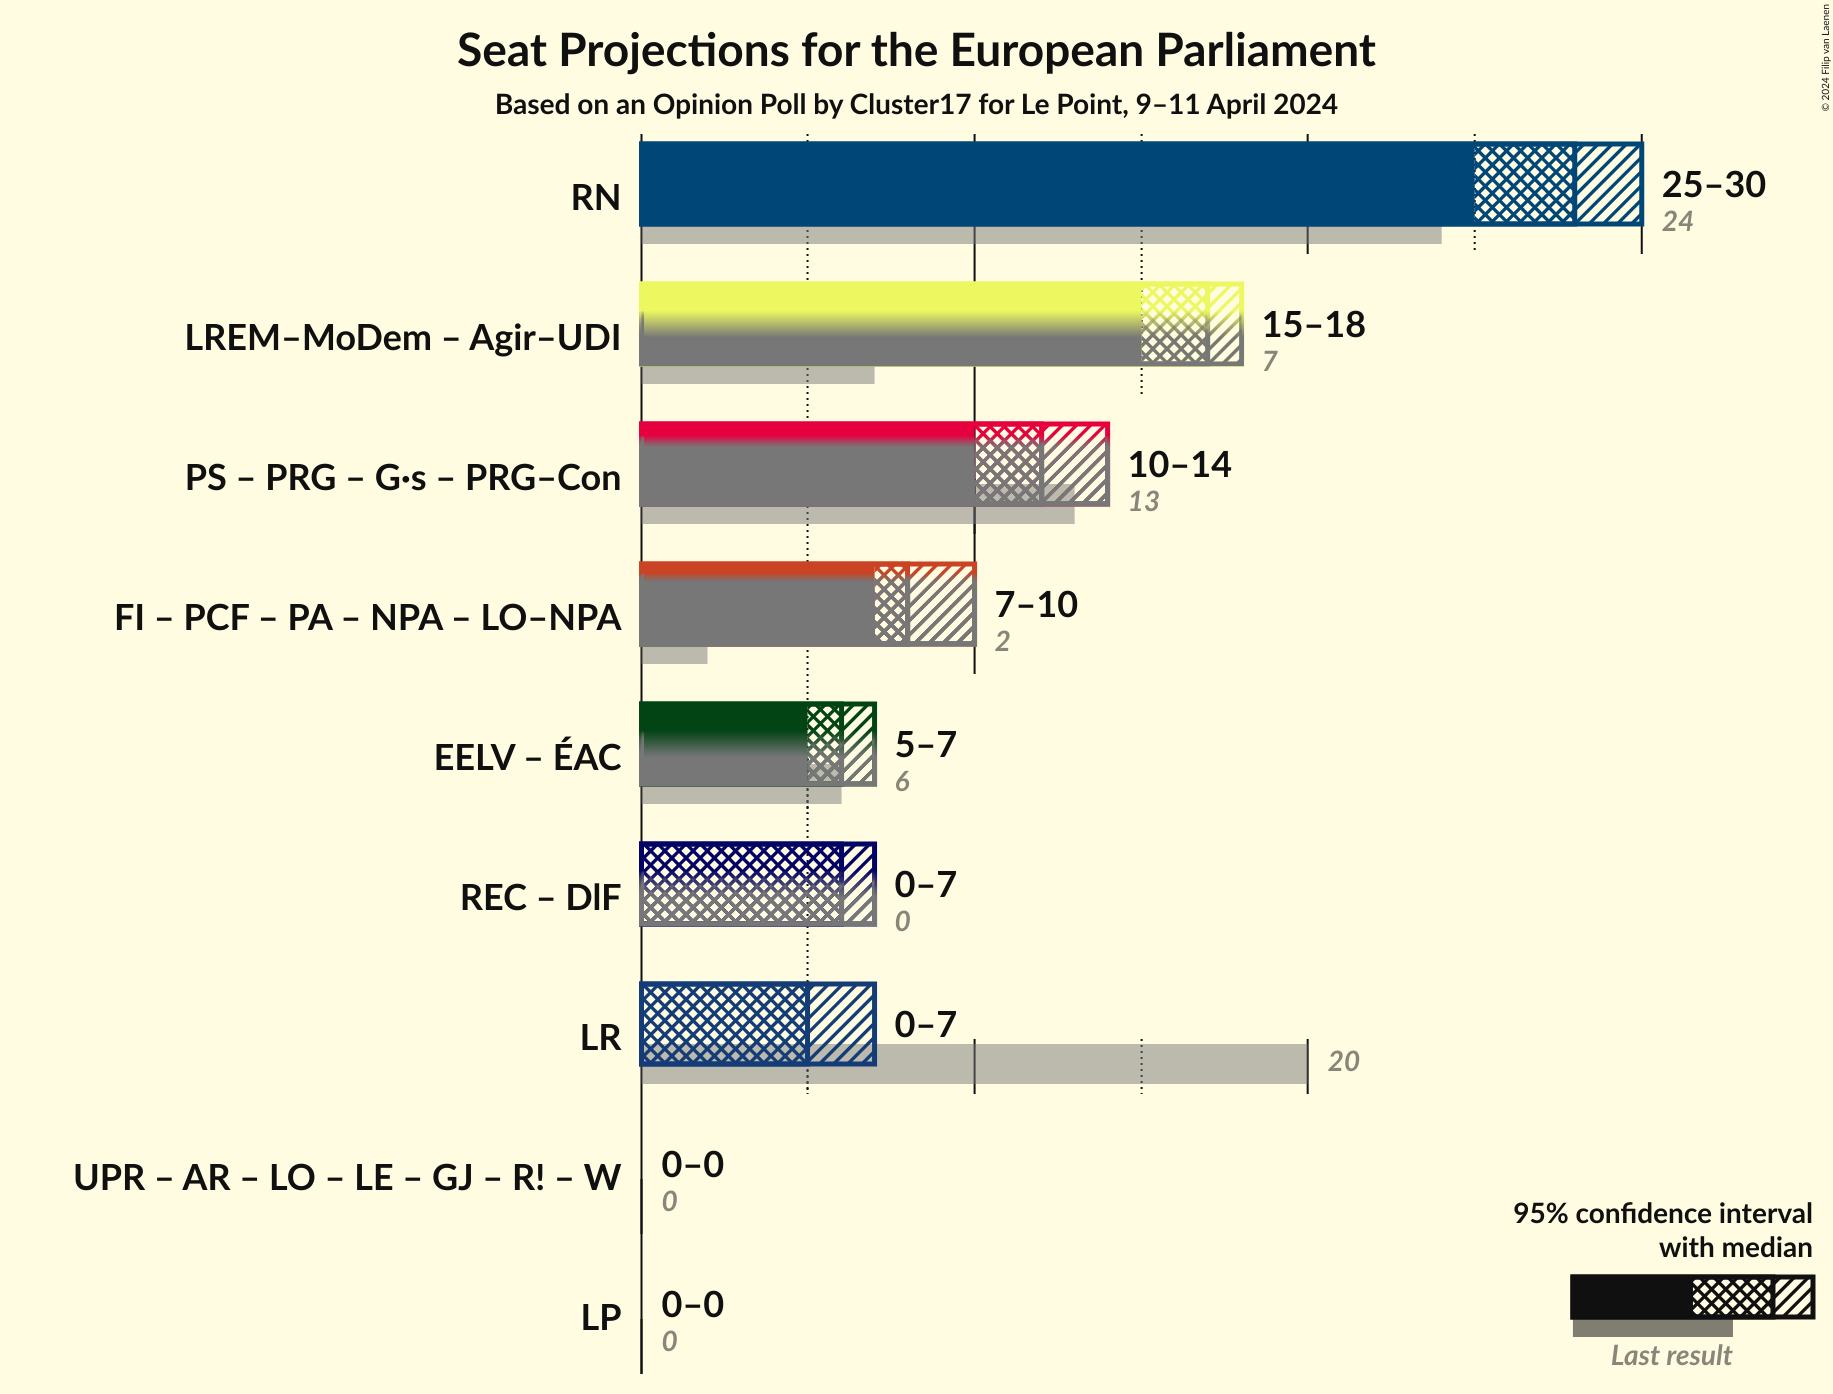 Seat Projections for the European Parliament
Based on an Opinion Poll by Cluster17 for Le Point, 9–11 April 2024
© 2024 Filip van Laenen
RN
25–30
24
LREM–MoDem – Agir–UDI
15–18
7
PS – PRG – G·s – PRG–Con
10–14
13
FI – PCF – PA – NPA – LO–NPA
7–10
2
EELV – ÉAC
5–7
6
REC – DlF
0–7
0
LR
0–7
20
UPR – AR – LO – LE – GJ – R! – W
0–0
0
LP
0–0
0
95% confidence interval
with median
Last result